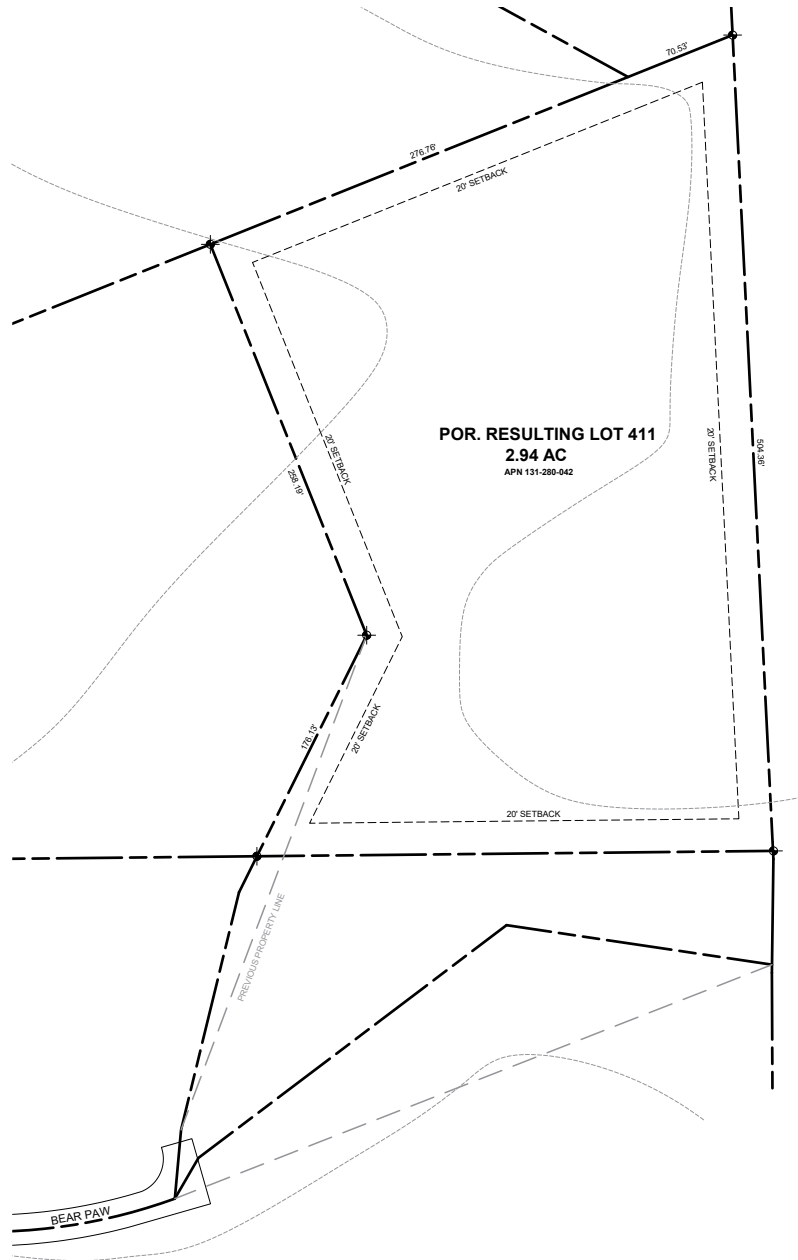 70.53'
276.76'
20' SETBACK
20' SETBACK
258.19'
POR. RESULTING LOT 411
2.94 AC
APN 131-280-042
20' SETBACK
504.36'
176.13'
20' SETBACK
20' SETBACK
PREVIOUS PROPERTY LINE
BEAR PAW